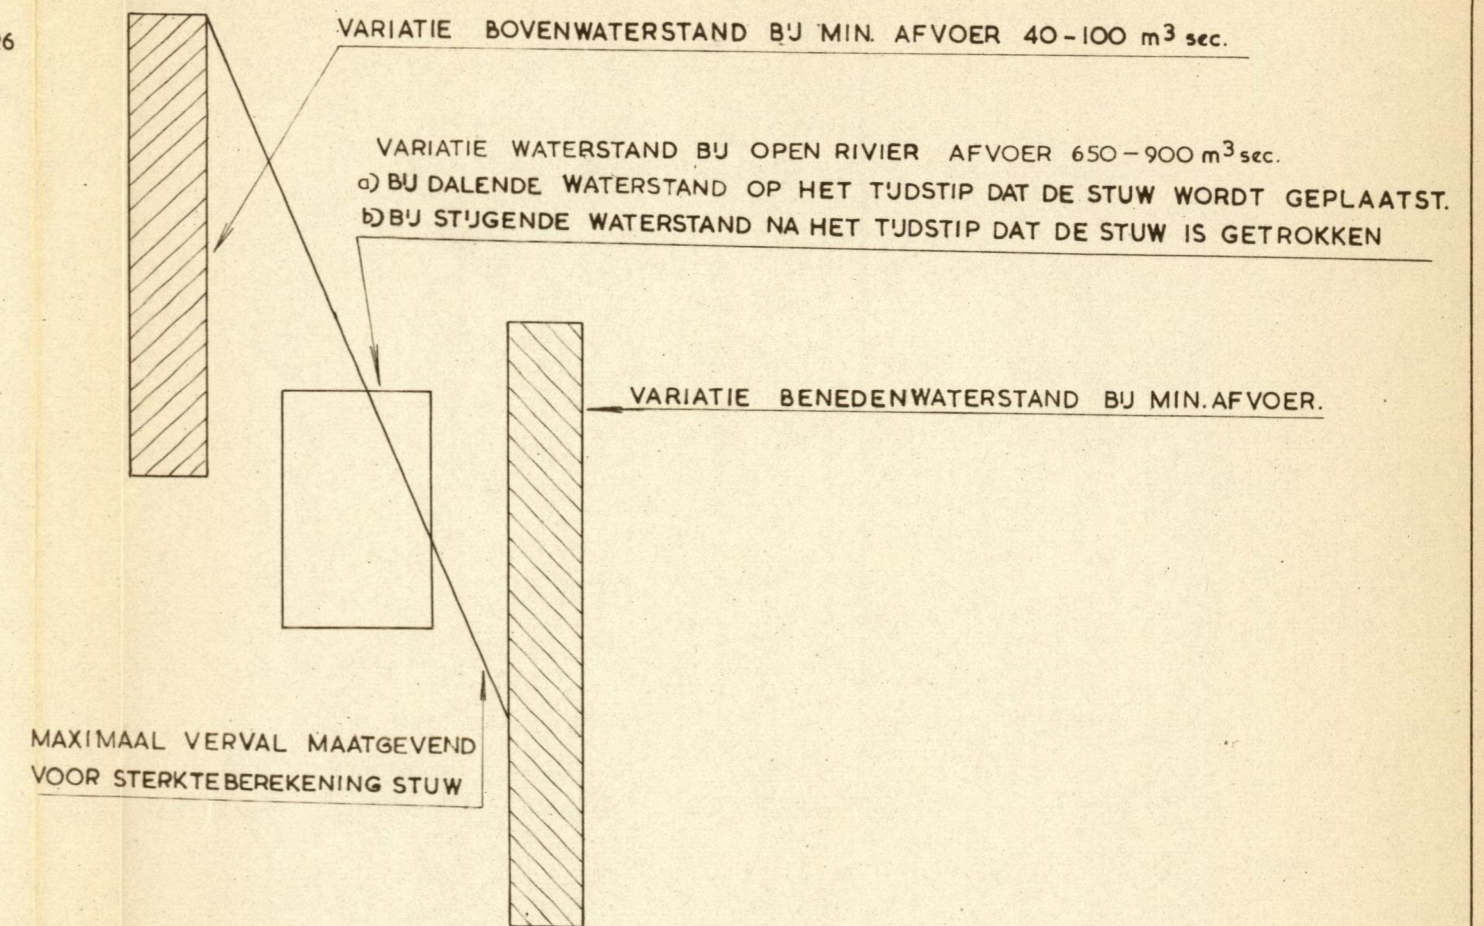 VARIATIE BOVENWATERSTAND BIJ MIN. AFVOER 40-100 m³ sec.
VARIATIE WATERSTAND BIJ OPEN RIVIER AFVOER 650-900 m³ sec.
a) BIJ DALENDE WATERSTAND OP HET TIJDSTIP DAT DE STUW WORDT GEPLAATST.
b) BIJ STIJGENDE WATERSTAND NA HET TIJDSTIP DAT DE STUW IS GETROKKEN
VARIATIE BENEDENWATERSTAND BIJ MIN. AFVOER.
MAXIMAAL VERVAL MAATGEVEND
VOOR STERKTEBEREKENING STUW